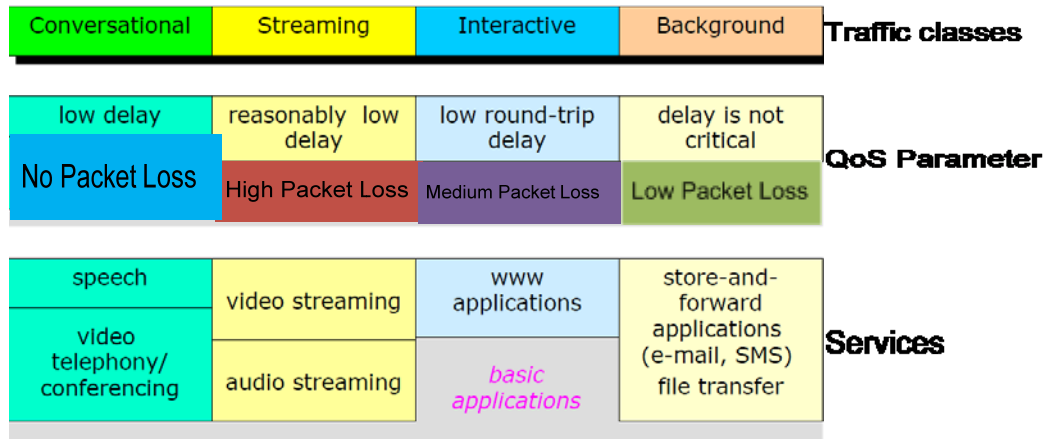 Conversational
Streaming
Interactive
Background
Traffic classes
low delay
reasonably low
delay
low round-trip
delay
delay is not
critical
QoS Parameter
No Packet Loss
High Packet Loss
Medium Packet Loss
Low Packet Loss
speech
video
telephony/
conferencing
video streaming
audio streaming
www
applications
basic
applications
store-and-
forward
applications
(e-mail, SMS)
file transfer
Services